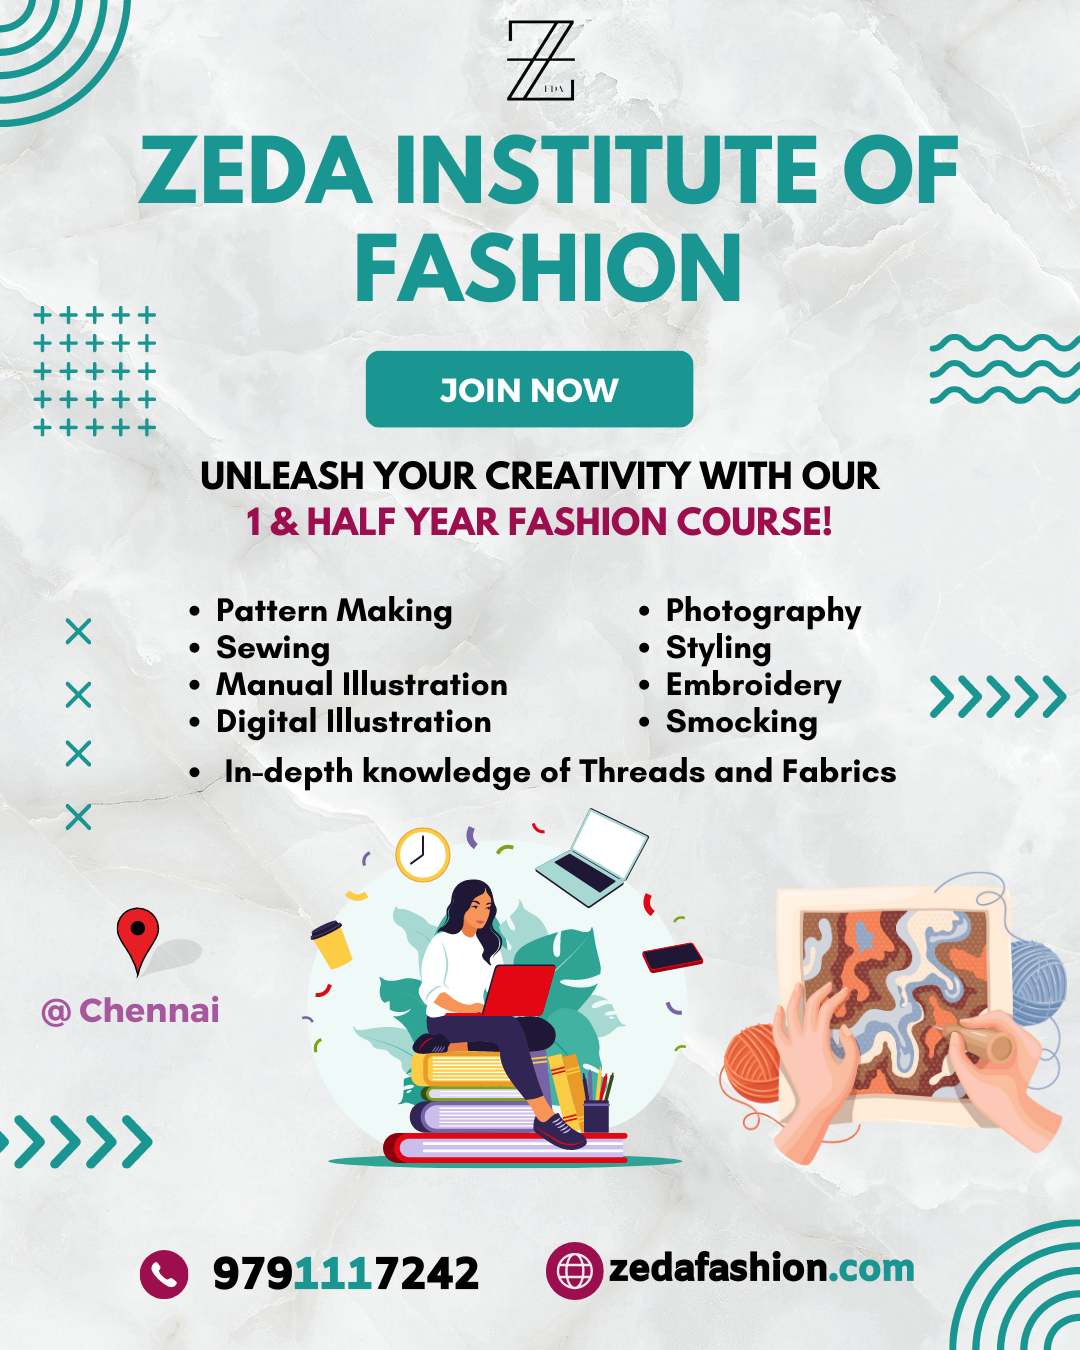 EDA
ZEDA INSTITUTE OF
FASHION
JOIN NOW
UNLEASH YOUR CREATIVITY WITH OUR
1 & HALF YEAR FASHION COURSE!
• Pattern Making
• Sewing
• Manual Illustration
• Digital Illustration
• Photography
• Styling
• Embroidery
• Smocking
• In-depth knowledge of Threads and Fabrics
@ Chennai
9791117242
zedafashion.com